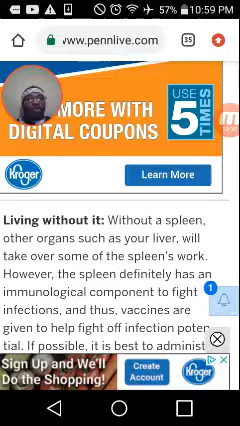 57% 10:59 PM
www.pennlive.com
35
MORE WITH
DIGITAL COUPONS
USE
5
TIMES
Kroger
Learn More
Living without it: Without a spleen,
other organs such as your liver, will
take over some of the spleen's work.
However, the spleen definitely has an
immunological component to fight
infections, and thus, vaccines are
given to help fight off infection poten
tial. If possible, it is best to administ
1
Sign Up and We'll
Do the Shopping!
Create
Account
Kroger